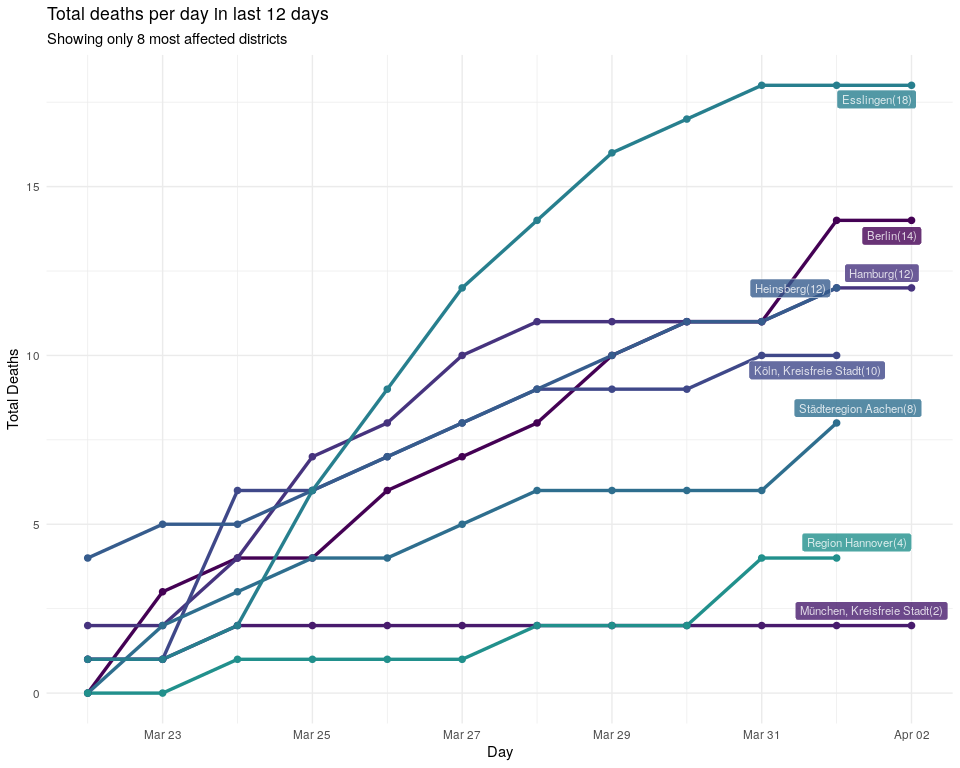 Total deaths per day in last 12 days
Showing only 8 most affected districts
Esslingen(18)
15
Berlin(14)
Hamburg(12)
Heinsberg(12)
10
Köln, Kreisfreie Stadt(10)
Städteregion Aachen(8)
5
Region Hannover(4)
München, Kreisfreie Stadt(2)
0
Total Deaths
Mar 23
Mar 25
Mar 27
Mar 29
Mar 31
Apr 02
Day